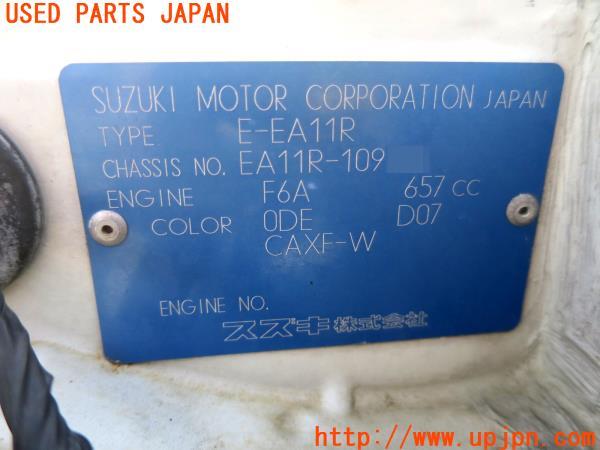 USED PARTS JAPAN
SUZUKI MOTOR CORPORATION JAPAN
TYPE E-EA11R
CHASSIS NO. EA11R-109
ENGINE F6A 657 CC
COLOR 0DE D07
CAXF-W
ENGINE NO.
スズキ株式会社
http://www.upjpn.com/